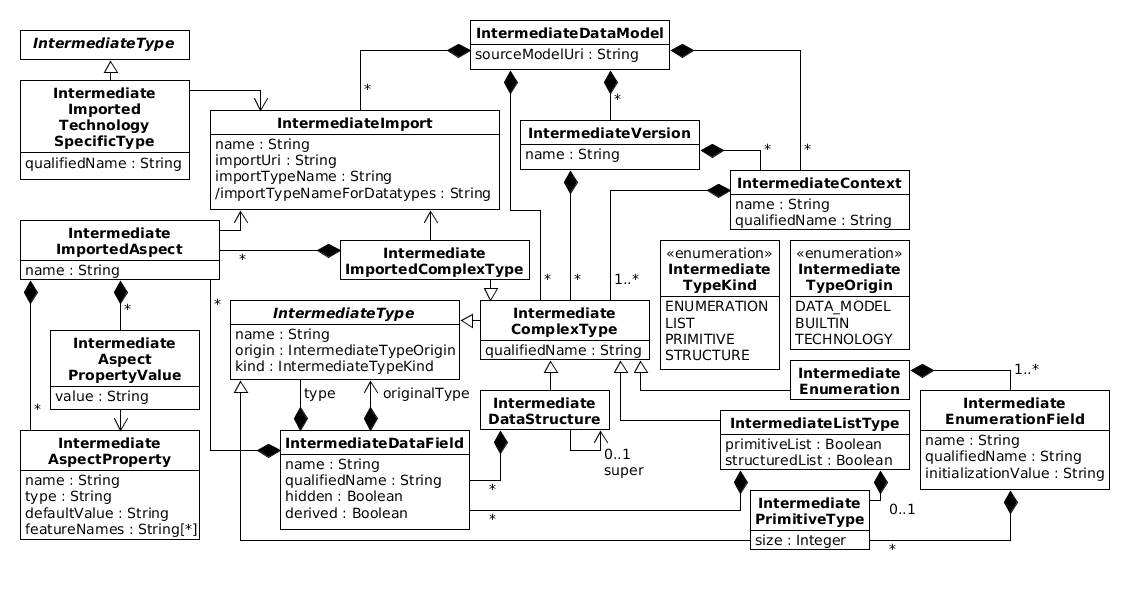 IntermediateType
Intermediate
Imported
Technology
SpecificType
qualifiedName : String
IntermediateDataModel
sourceModelUri : String
*
*
*
IntermediateImport
name : String
importUri : String
importTypeName : String
/importTypeNameForDatatypes : String
IntermediateVersion
name : String
*
IntermediateContext
name : String
qualifiedName : String
Intermediate
ImportedAspect
name : String
*
Intermediate
ImportedComplexType
*
*
1..*
«enumeration»
Intermediate
TypeKind
ENUMERATION
LIST
PRIMITIVE
STRUCTURE
«enumeration»
Intermediate
TypeOrigin
DATA_MODEL
BUILTIN
TECHNOLOGY
*
*
IntermediateType
name : String
origin : IntermediateTypeOrigin
kind : IntermediateTypeKind
Intermediate
ComplexType
qualifiedName : String
Intermediate
Aspect
PropertyValue
value : String
*
type
originalType
Intermediate
DataStructure
0..1
super
Intermediate
Enumeration
1..*
Intermediate
EnumerationField
name : String
qualifiedName : String
initializationValue : String
IntermediateListType
primitiveList : Boolean
structuredList : Boolean
Intermediate
AspectProperty
name : String
type : String
defaultValue : String
featureNames : String[*]
IntermediateDataField
name : String
qualifiedName : String
hidden : Boolean
derived : Boolean
*
*
Intermediate
PrimitiveType
size : Integer
0..1
*